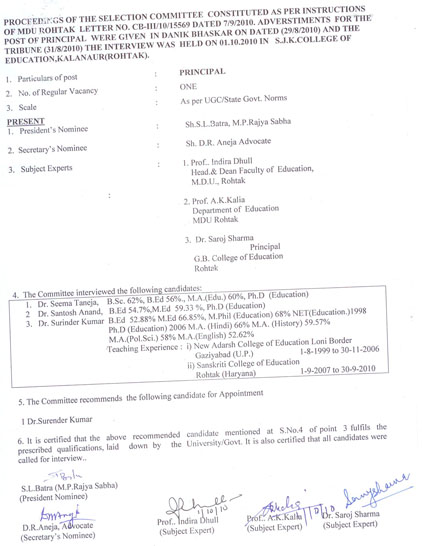 PROCEEDINGS OF THE SELECTION COMMITTEE CONSTITUTED AS PER INSTRUCTIONS
OF MDU ROHTAK LETTER NO. CB-III/10/15569 DATED 7/9/2010. ADVERSTIMENTS FOR THE
POST OF PRINCIPAL WERE GIVEN IN DANIK BHASKAR ON DATED (29/8/2010) AND THE
TRIBUNE (31/8/2010) THE INTERVIEW WAS HELD ON 01.10.2010 IN S.J.K.COLLEGE OF
EDUCATION,KALANAUR(ROHTAK).
1. Particulars of post : PRINCIPAL
2. No. of Regular Vacancy : ONE
3. Scale : As per UGC/State Govt. Norms
PRESENT
1. President's Nominee : Sh.S.L.Batra, M.P.Rajya Sabha
2. Secretary's Nominee : Sh. D.R. Aneja Advocate
3. Subject Experts : 1. Prof.. Indira Dhull
Head.& Dean Faculty of Education,
M.D.U., Rohtak
:
2. Prof. A.K.Kalia
Department of Education
MDU Rohtak
3. Dr. Saroj Sharma
Principal
G.B. College of Education
Rohtak
4. The Committee interviewed the following candidates:
1. Dr. Seema Taneja, B.Sc. 62%, B.Ed 56%., M.A.(Edu.) 60%, Ph.D (Education)
2 Dr. Santosh Anand, B.Ed 54.7%,M.Ed 59.33 %, Ph.D (Education)
3. Dr. Surinder Kumar B.Ed 52.88% M.Ed 66.85%, M.Phil (Education) 68% NET(Education.)1998
Ph.D (Education) 2006 M.A. (Hindi) 66% M.A. (History) 59.57%
M.A.(Pol.Sci.) 58% M.A.(English) 52.62%
Teaching Experience : i) New Adarsh College of Education Loni Border
Gaziyabad (U.P.) 1-8-1999 to 30-11-2006
ii) Sanskriti College of Education
Rohtak (Haryana) 1-9-2007 to 30-9-2010
5. The Committee recommends the following candidate for Appointment
1 Dr.Surender Kumar
6. It is certified that the above recommended candidate mentioned at S.No.4 of point 3 fulfils the
prescribed qualifications, laid down by the University/Govt. It is also certified that all candidates were
called for interview..
S.L.Batra (M.P.Rajya Sabha)
(President Nominee)
1/10/10
1/10/10
D.R.Aneja, Advocate
(Secretary's Nominee)
Prof.. Indira Dhull
(Subject Expert)
Prof.. A.K.Kalia
(Subject Expert)
Dr. Saroj Sharma
(Subject Expert)